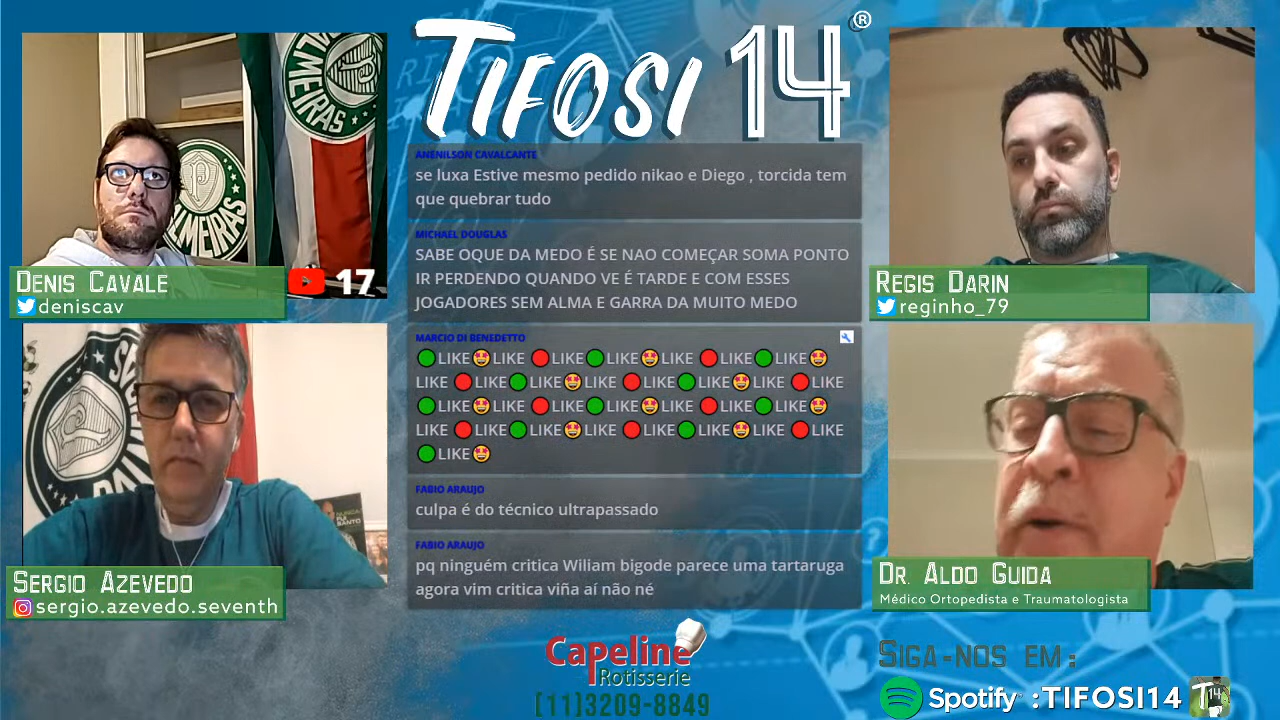 TIFOSI 14®
PALMEIRAS
PALMEIRAS
DENIS CAVALE
deniscav
17
REGIS DARIN
reginho_79
ANENILSON CAVALCANTE
se luxa Estive mesmo pedido nikao e Diego , torcida tem
que quebrar tudo
MICHAEL DOUGLAS
SABE OQUE DA MEDO É SE NAO COMEÇAR SOMA PONTO
IR PERDENDO QUANDO VE É TARDE E COM ESSES
JOGADORES SEM ALMA E GARRA DA MUITO MEDO
MARCIO DI BENEDETTO
🟢LIKE🤩LIKE 🔴LIKE🟢LIKE🤩LIKE 🔴LIKE🟢LIKE🤩
LIKE 🔴LIKE🟢LIKE🤩LIKE 🔴LIKE🟢LIKE🤩LIKE 🔴LIKE
🟢LIKE🤩LIKE 🔴LIKE🟢LIKE🤩LIKE 🔴LIKE🟢LIKE🤩
LIKE 🔴LIKE🟢LIKE🤩LIKE 🔴LIKE🟢LIKE🤩LIKE 🔴LIKE
🟢LIKE🤩
FABIO ARAUJO
culpa é do técnico ultrapassado
FABIO ARAUJO
pq ninguém critica Wiliam bigode parece uma tartaruga
agora vim critica viña aí não né
SERGIO AZEVEDO
sergio.azevedo.seventh
DR. ALDO GUIDA
Médico Ortopedista e Traumatologista
Capeline
Rotisserie
(11)3209-8849
SIGA-NOS EM:
Spotify :TIFOSI14